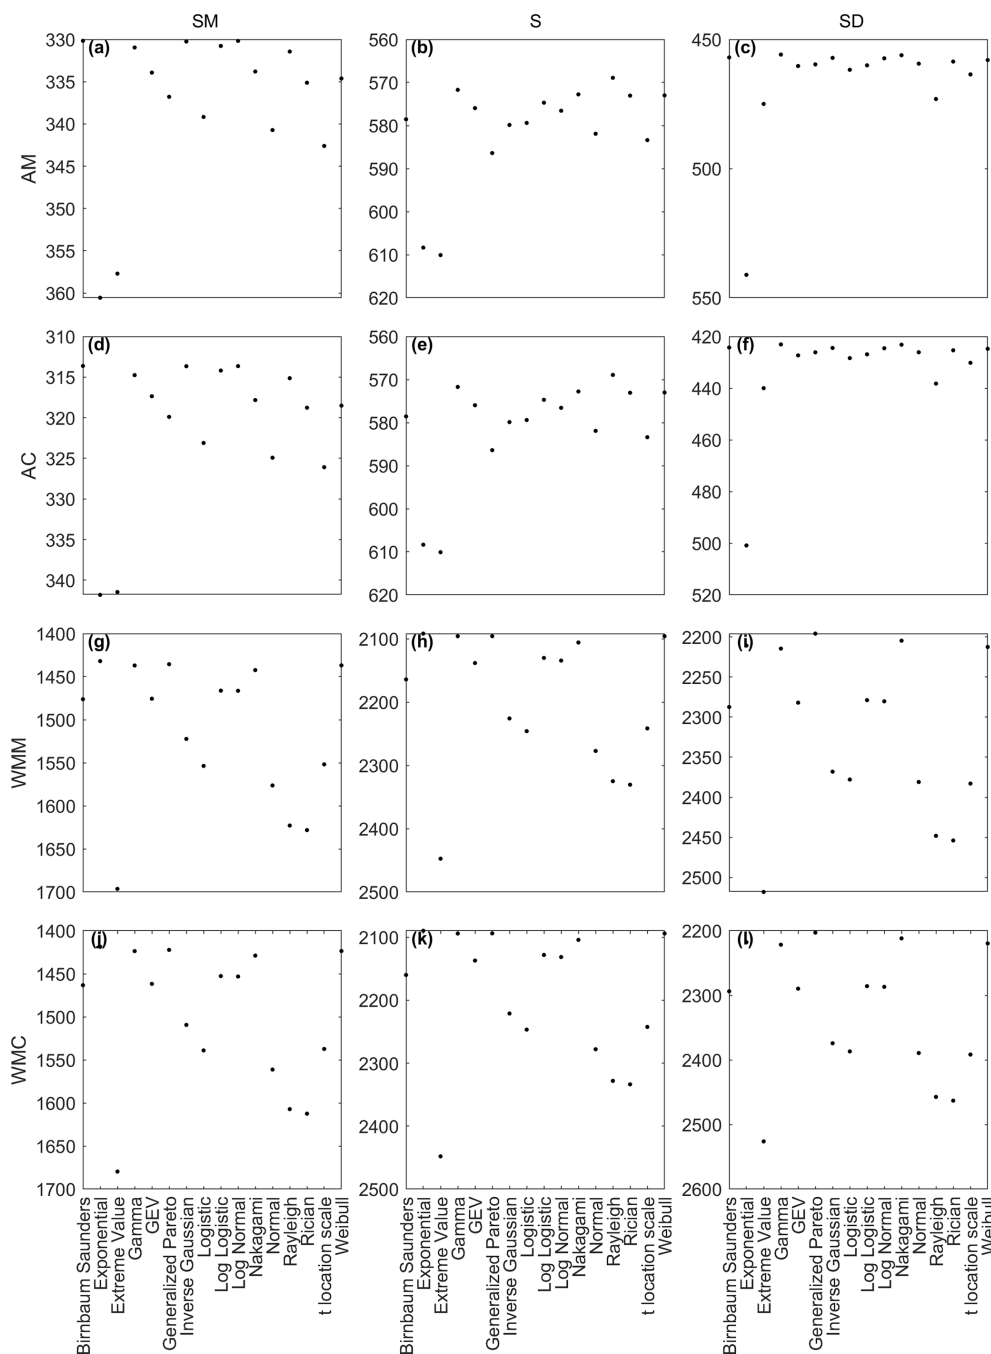 SM S SD
(a) (b) (c)
AM
330 335 340 345 350 355 360
560 570 580 590 600 610 620
450 500 550
(d) (e) (f)
AC
310 315 320 325 330 335 340
560 570 580 590 600 610 620
420 440 460 480 500 520
(g) (h) (i)
WMM
1400 1450 1500 1550 1600 1650 1700
2100 2200 2300 2400 2500
2200 2250 2300 2350 2400 2450 2500
(j) (k) (l)
WMC
1400 1450 1500 1550 1600 1650 1700
2100 2200 2300 2400 2500
2200 2300 2400 2500 2600
Birnbaum Saunders
Exponential
Extreme Value
Gamma
GEV
Generalized Pareto
Inverse Gaussian
Logistic
Log Logistic
Log Normal
Nakagami
Normal
Rayleigh
Rician
t location scale
Weibull
Birnbaum Saunders
Exponential
Extreme Value
Gamma
GEV
Generalized Pareto
Inverse Gaussian
Logistic
Log Logistic
Log Normal
Nakagami
Normal
Rayleigh
Rician
t location scale
Weibull
Birnbaum Saunders
Exponential
Extreme Value
Gamma
GEV
Generalized Pareto
Inverse Gaussian
Logistic
Log Logistic
Log Normal
Nakagami
Normal
Rayleigh
Rician
t location scale
Weibull